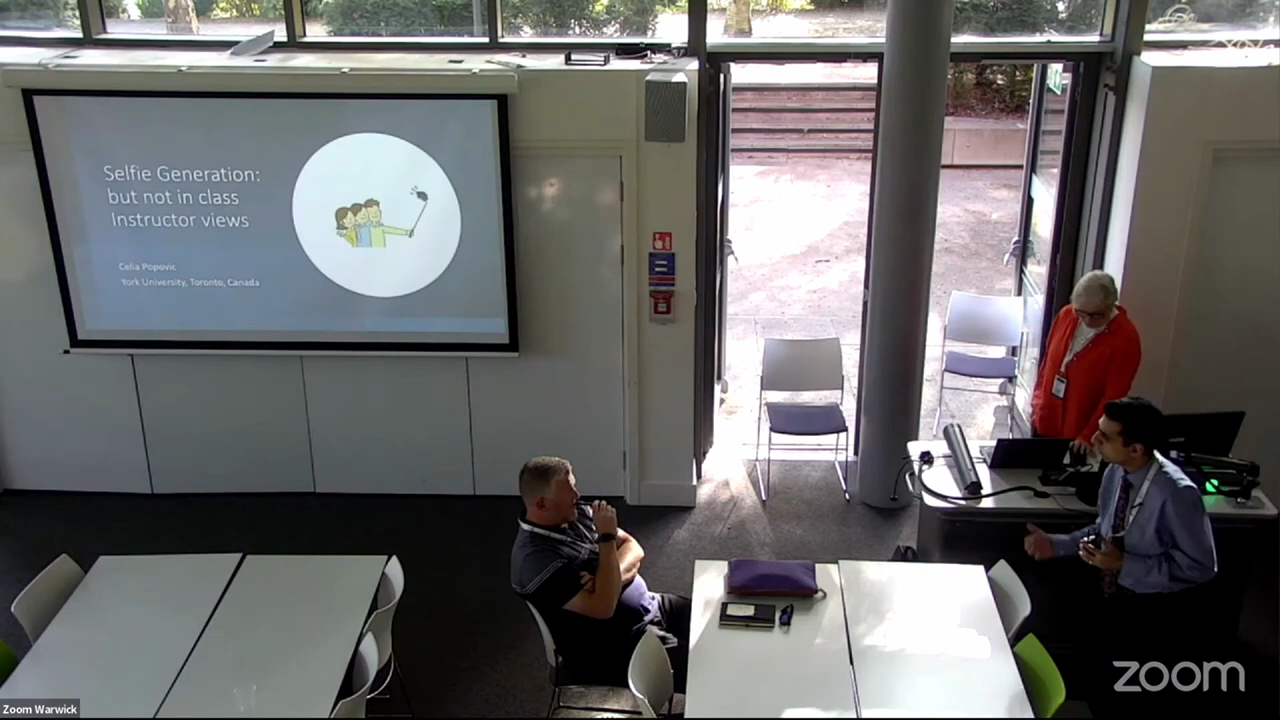 Selfie Generation:
but not in class
Instructor views
Celia Popovic
York University, Toronto, Canada
Zoom Warwick
zoom